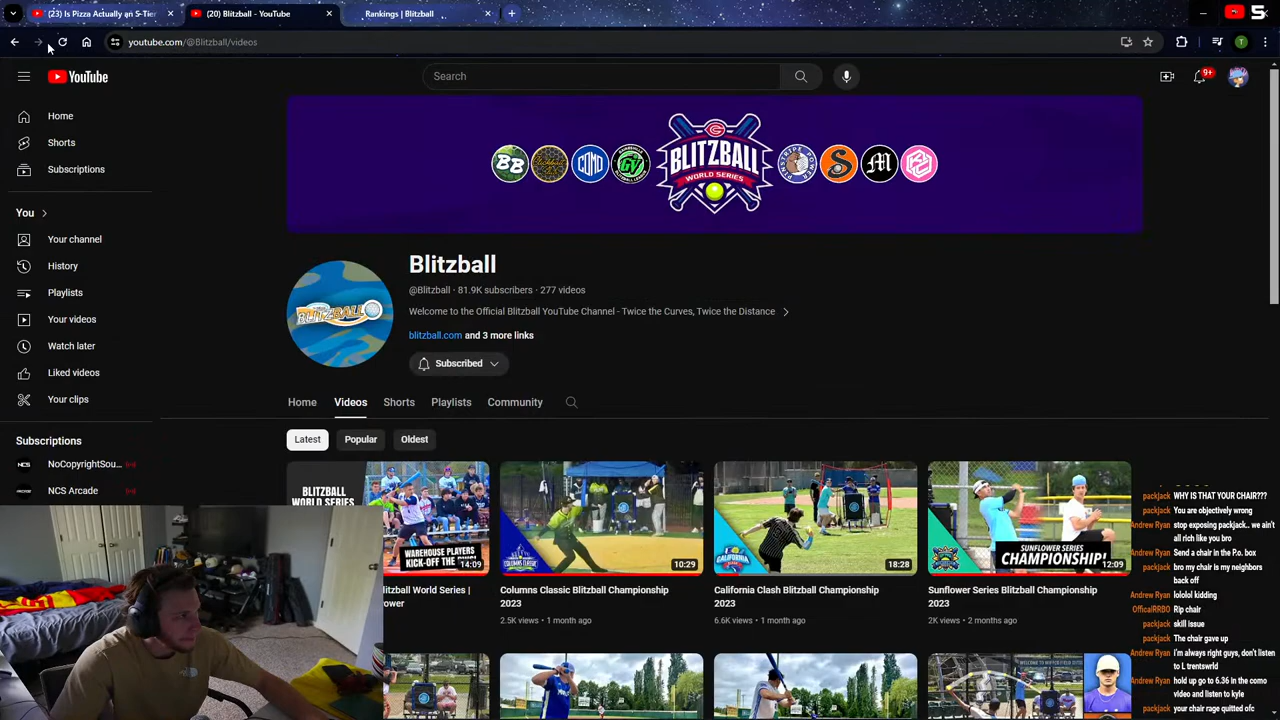 (23) Is Pizza Actually an S-Tier
(20) Blitzball - YouTube
Rankings | Blitzball
youtube.com/@Blitzball/videos
T
YouTube
Search
9+
Home
Shorts
Subscriptions
You
Your channel
History
Playlists
Your videos
Watch later
Liked videos
Your clips
Subscriptions
NoCopyrightSou...
NCS Arcade
BB
COMO
GV
BLITZBALL
WORLD SERIES
S
M
Blitzball
@Blitzball · 81.9K subscribers · 277 videos
Welcome to the Official Blitzball YouTube Channel - Twice the Curves, Twice the Distance
blitzball.com and 3 more links
Subscribed
Home
Videos
Shorts
Playlists
Community
Latest
Popular
Oldest
BLITZBALL
WORLD SERIES
WAREHOUSE PLAYERS
KICK-OFF THE
14:09
litzball World Series |
ower
10:29
Columns Classic Blitzball Championship
2023
2.5K views · 1 month ago
18:28
California Clash Blitzball Championship
2023
6.6K views · 1 month ago
SUNFLOWER SERIES
CHAMPIONSHIP!
12:09
Sunflower Series Blitzball Championship
2023
2K views · 2 months ago
packjack WHY IS THAT YOUR CHAIR???
packjack You are objectively wrong
Andrew Ryan stop exposing packjack.. we ain't
all rich like you bro
Andrew Ryan Send a chair in the P.o. box
packjack bro my chair is my neighbors
back off
Andrew Ryan lololol kidding
OfficalRRBO Rip chair
packjack skill issue
packjack The chair gave up
Andrew Ryan I'm always right guys, don't listen
to L trentswrld
Andrew Ryan hold up go to 6.36 in the como
video and listen to kyle
packjack your chair rage quitted ofc